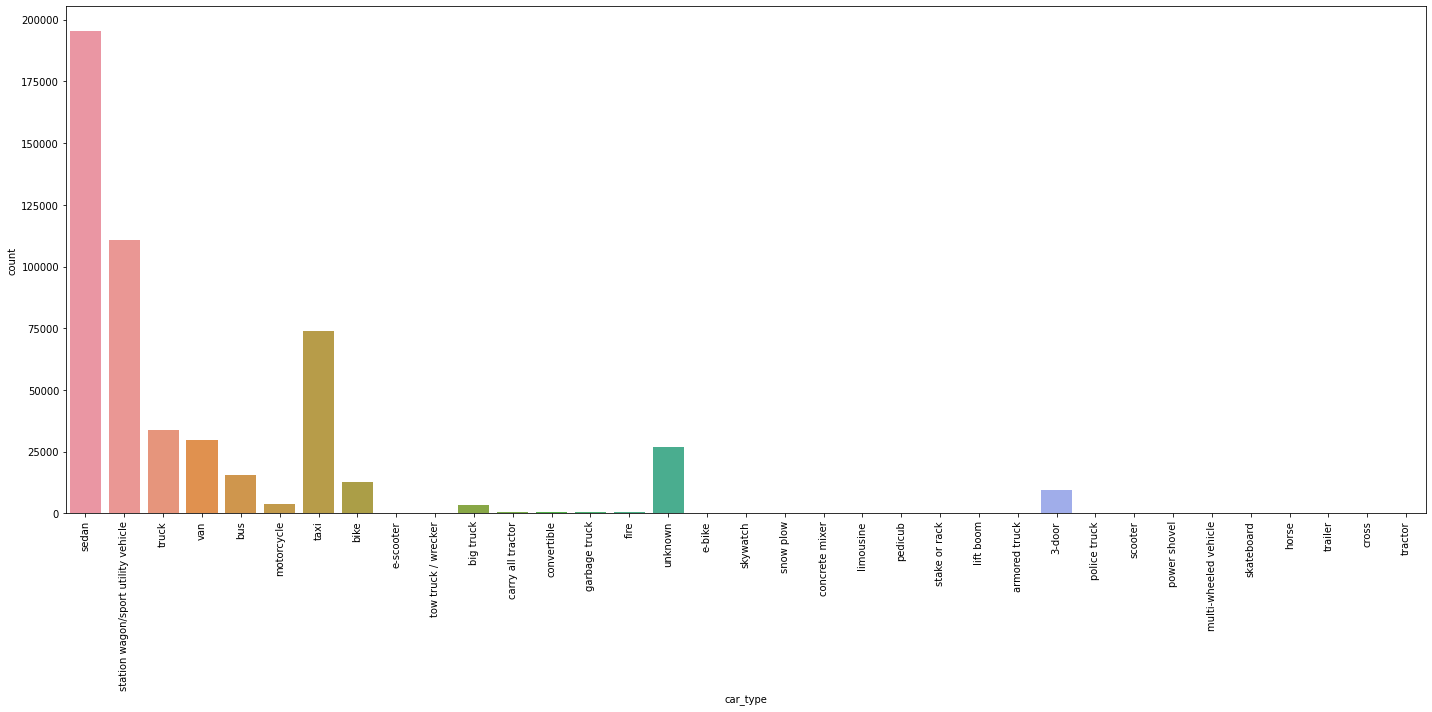 200000
175000
150000
125000
100000
75000
50000
25000
0
count
sedan
station wagon/sport utility vehicle
truck
van
bus
motorcycle
taxi
bike
e-scooter
tow truck / wrecker
big truck
carry all tractor
convertible
garbage truck
fire
unknown
e-bike
skywatch
snow plow
concrete mixer
limousine
pedicub
stake or rack
lift boom
armored truck
3-door
police truck
scooter
power shovel
multi-wheeled vehicle
skateboard
horse
trailer
cross
tractor
car_type